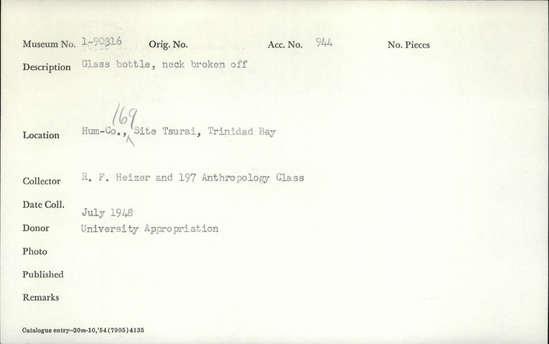 Museum No. 1-90316 Orig. No. Acc. No. 944 No. Pieces
Description Glass bottle, neck broken off
169
Location Hum-Co., Site Tsurai, Trinidad Bay
Collector R. F. Heizer and 197 Anthropology Class
Date Coll. July 1948
Donor University Appropriation
Photo
Published
Remarks
Catalogue entry—20m-10,'54(7995)4135